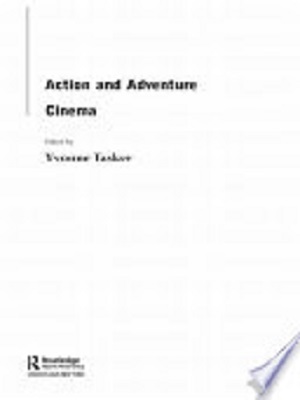 Action and Adventure
Cinema
Edited by
Yvonne Tasker
Routledge